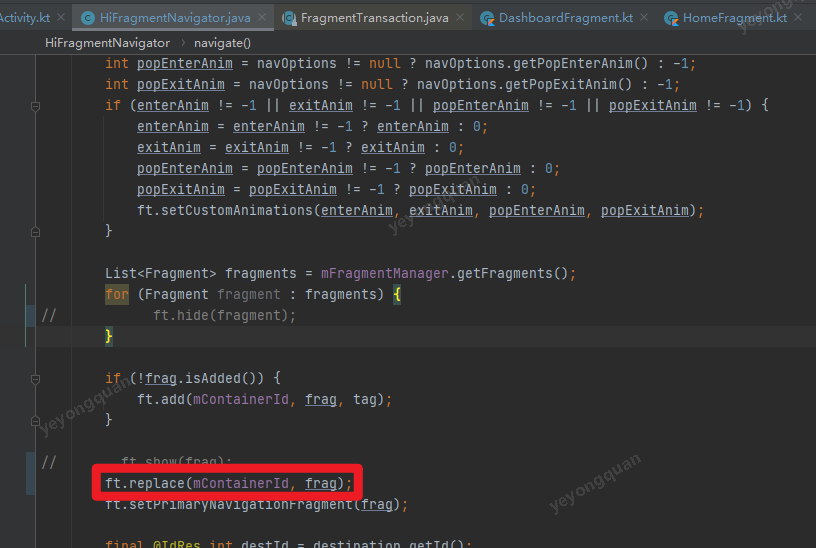 Activity.kt × HiFragmentNavigator.java × FragmentTransaction.java × DashboardFragment.kt × HomeFragment.kt ×
HiFragmentNavigator > navigate()
int popEnterAnim = navOptions != null ? navOptions.getPopEnterAnim() : -1;
int popExitAnim = navOptions != null ? navOptions.getPopExitAnim() : -1;
if (enterAnim != -1 || exitAnim != -1 || popEnterAnim != -1 || popExitAnim != -1) {
enterAnim = enterAnim != -1 ? enterAnim : 0;
exitAnim = exitAnim != -1 ? exitAnim : 0;
popEnterAnim = popEnterAnim != -1 ? popEnterAnim : 0;
popExitAnim = popExitAnim != -1 ? popExitAnim : 0;
ft.setCustomAnimations(enterAnim, exitAnim, popEnterAnim, popExitAnim);
}
List<Fragment> fragments = mFragmentManager.getFragments();
for (Fragment fragment : fragments) {
// ft.hide(fragment);
}
if (!frag.isAdded()) {
ft.add(mContainerId, frag, tag);
}
// ft.show(frag);
ft.replace(mContainerId, frag);
ft.setPrimaryNavigationFragment(frag);
final @IdRes int destId = destination.getId();
yeyongquan
yeyongquan
yeyongquan
yeyongquan